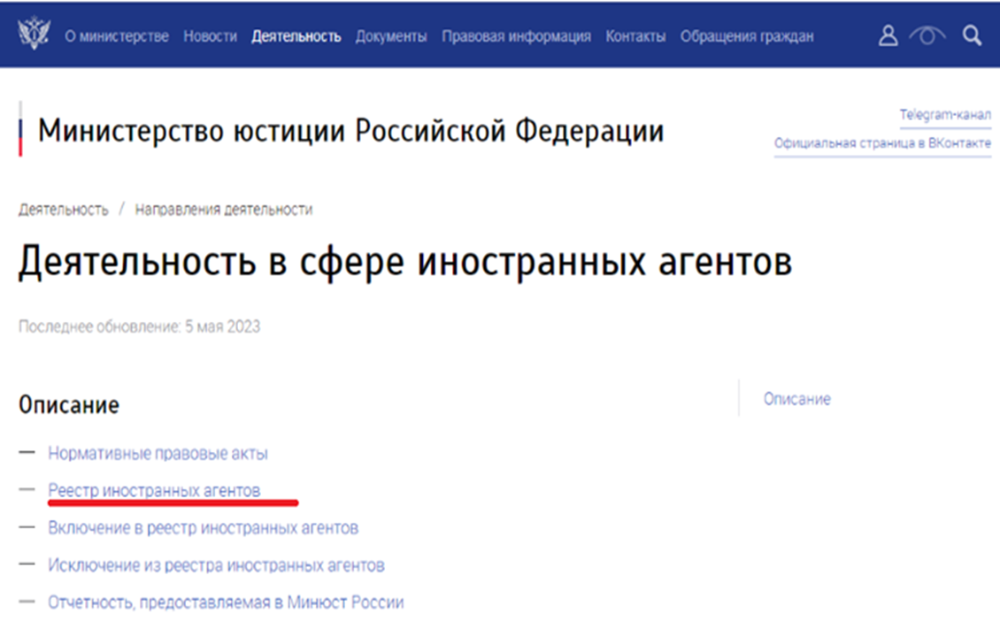 О министерстве Новости Деятельность Документы Правовая информация Контакты Обращения граждан
Министерство юстиции Российской Федерации
Telegram-канал
Официальная страница в ВКонтакте
Деятельность / Направления деятельности
Деятельность в сфере иностранных агентов
Последнее обновление: 5 мая 2023
Описание
Описание
— Нормативные правовые акты
— Реестр иностранных агентов
— Включение в реестр иностранных агентов
— Исключение из реестра иностранных агентов
— Отчетность, предоставляемая в Минюст России